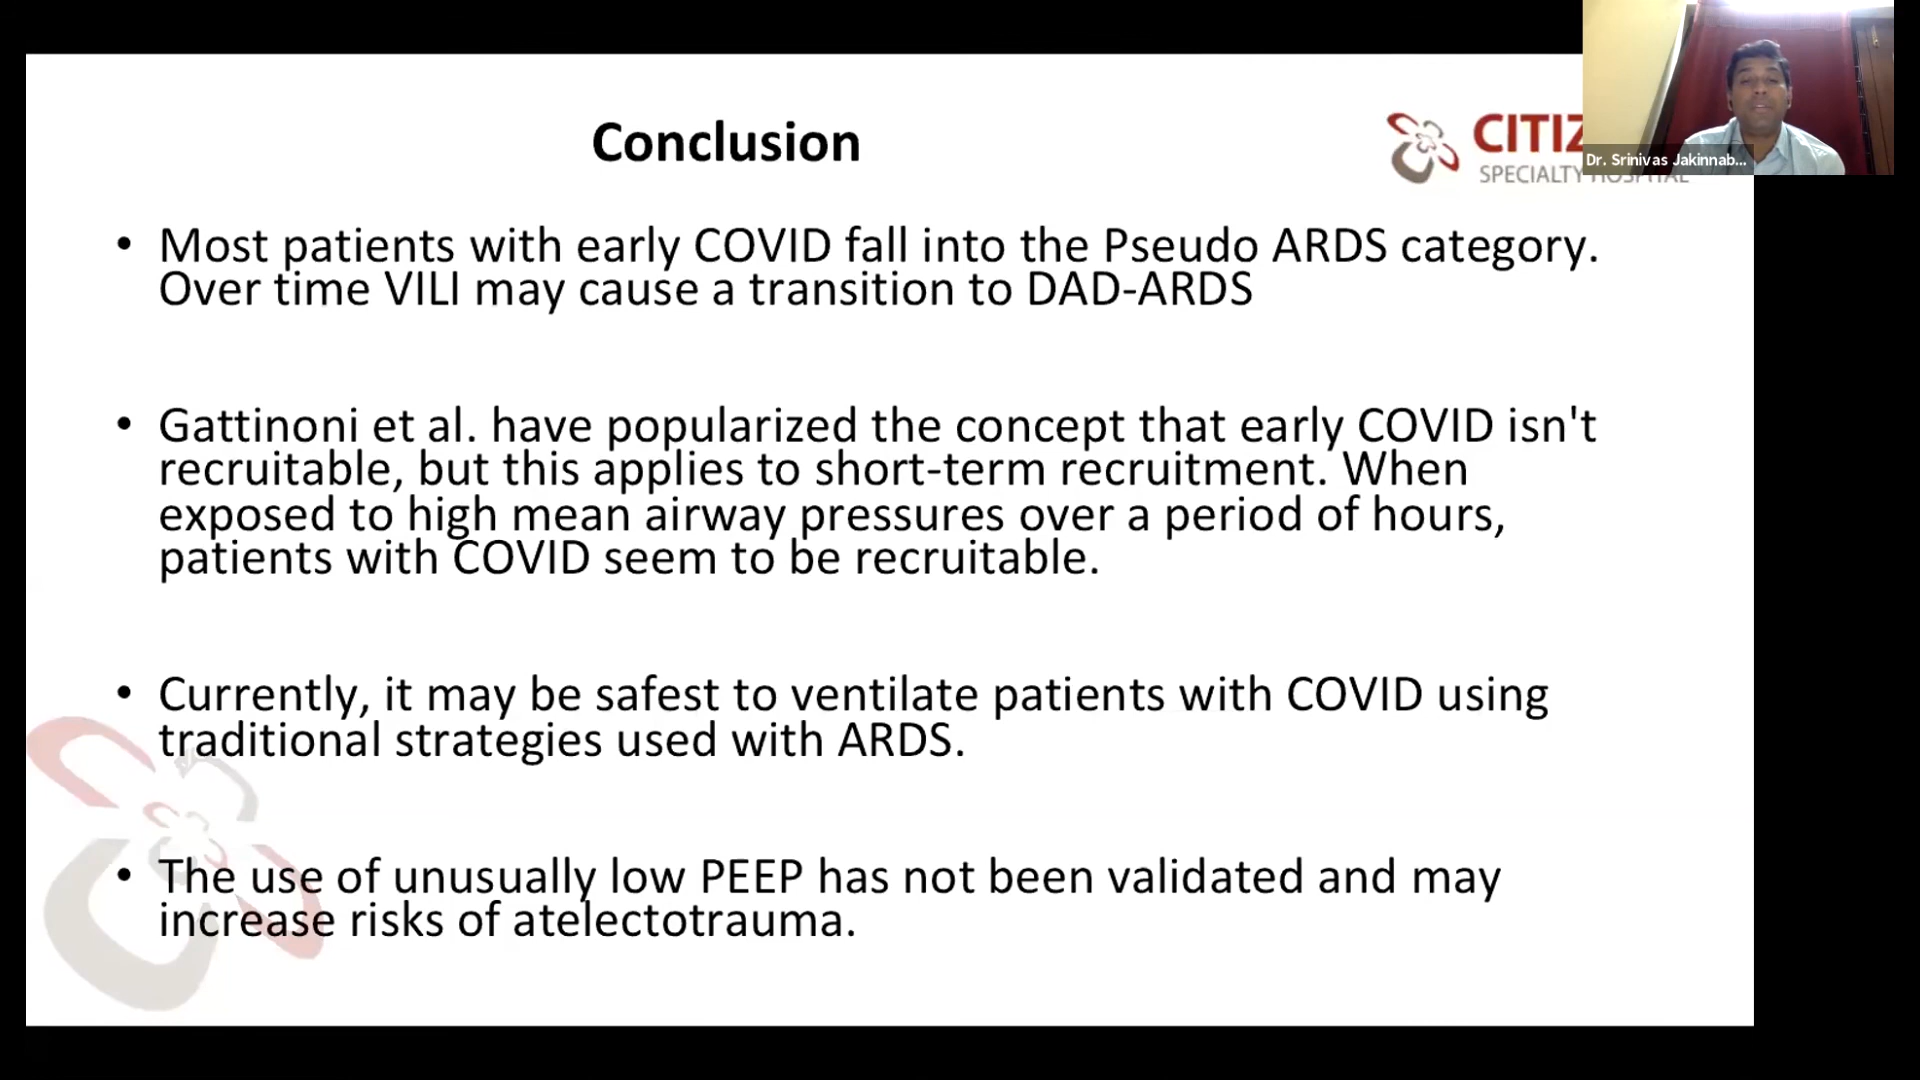 Conclusion
CITIZ
SPECIALTY HOSPITAL
Dr. Srinivas Jakinnab...
• Most patients with early COVID fall into the Pseudo ARDS category.
Over time VILI may cause a transition to DAD-ARDS
• Gattinoni et al. have popularized the concept that early COVID isn't
recruitable, but this applies to short-term recruitment. When
exposed to high mean airway pressures over a period of hours,
patients with COVID seem to be recruitable.
• Currently, it may be safest to ventilate patients with COVID using
traditional strategies used with ARDS.
• The use of unusually low PEEP has not been validated and may
increase risks of atelectotrauma.